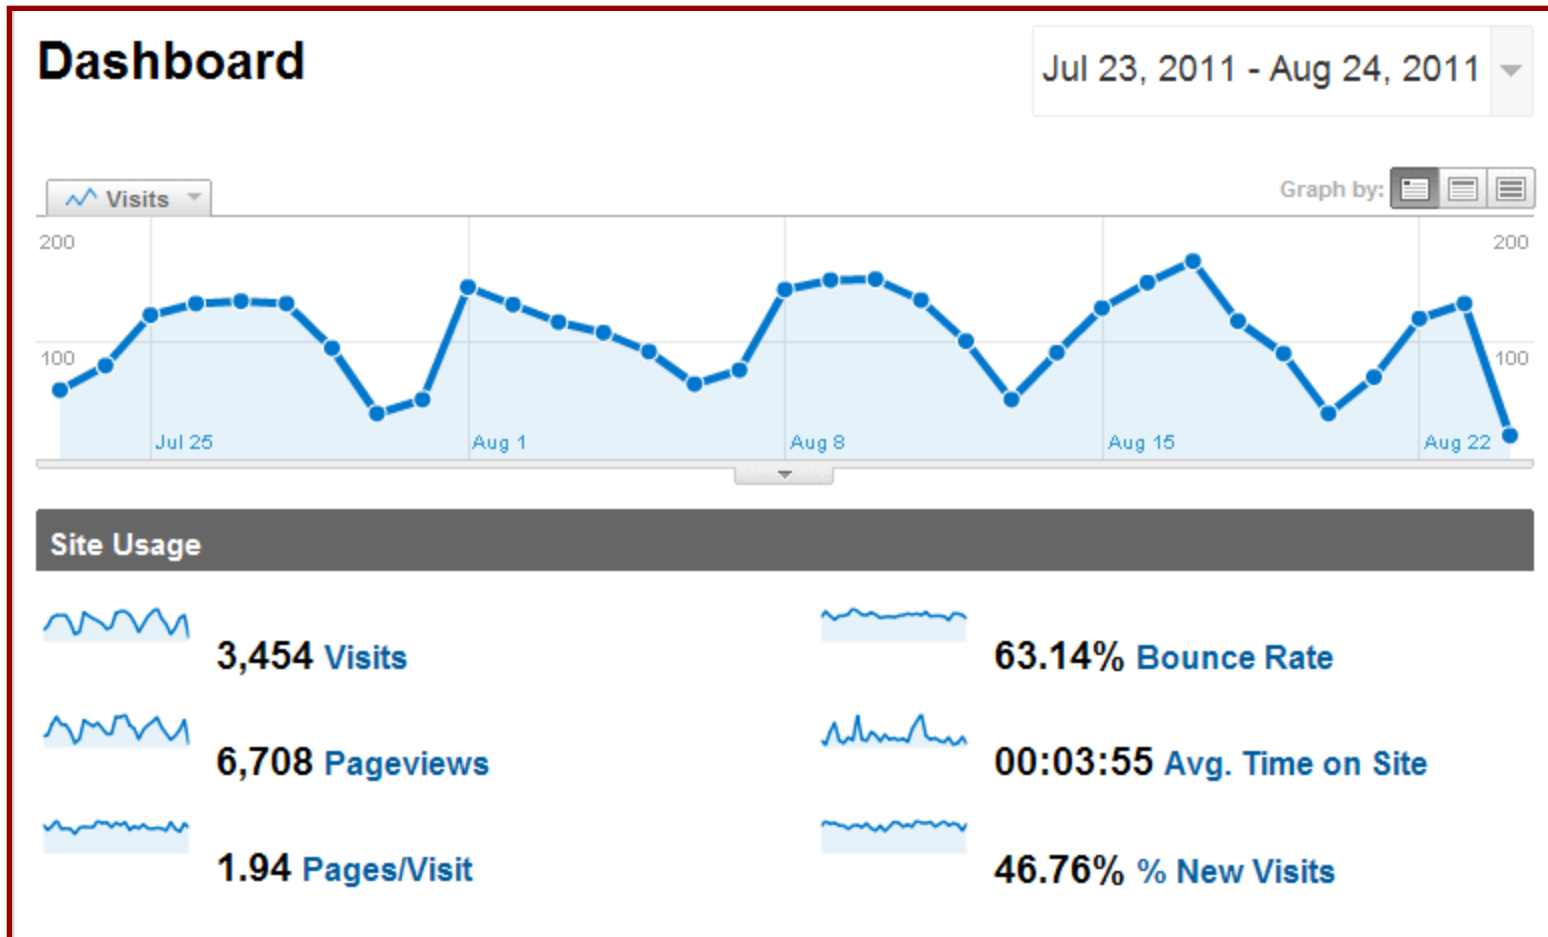 Dashboard
Jul 23, 2011 - Aug 24, 2011
Visits
Graph by:
200
200
100
100
Jul 25
Aug 1
Aug 8
Aug 15
Aug 22
Site Usage
3,454 Visits
63.14% Bounce Rate
6,708 Pageviews
00:03:55 Avg. Time on Site
1.94 Pages/Visit
46.76% % New Visits